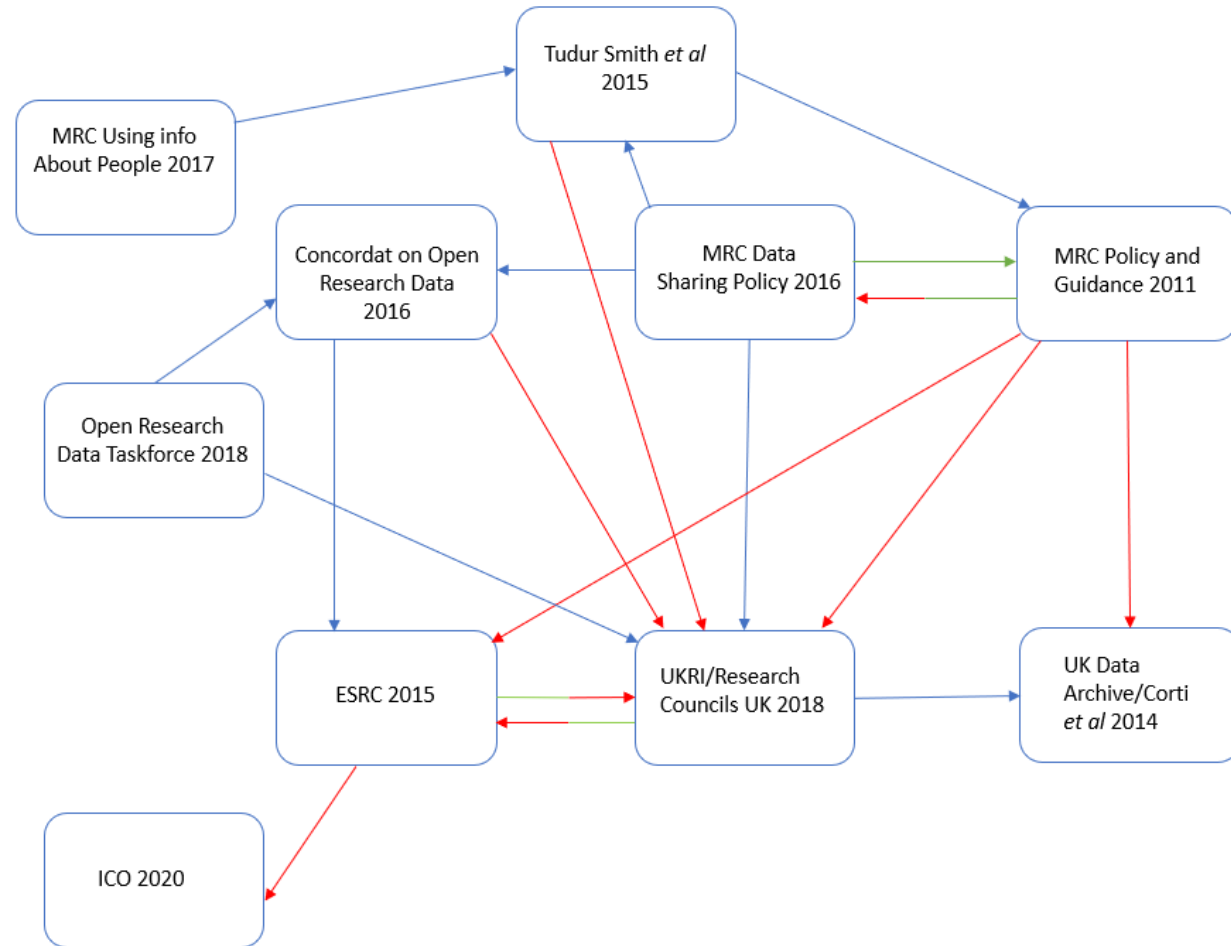 Tudur Smith et al
2015
MRC Using info
About People 2017
Concordat on Open
Research Data
2016
MRC Data
Sharing Policy 2016
MRC Policy and
Guidance 2011
Open Research
Data Taskforce 2018
ESRC 2015
UKRI/Research
Councils UK 2018
UK Data
Archive/Corti
et al 2014
ICO 2020